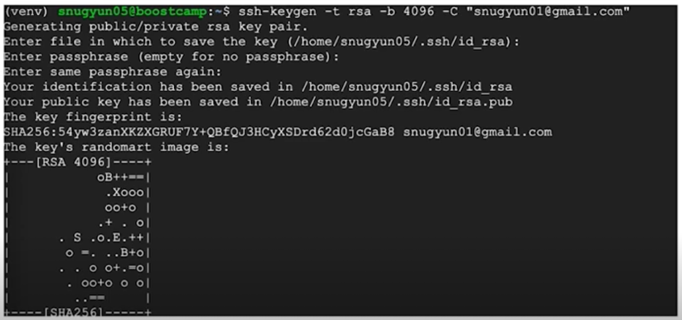 (venv) snugyun05@boostcamp:~$ ssh-keygen -t rsa -b 4096 -C "snugyun01@gmail.com"
Generating public/private rsa key pair.
Enter file in which to save the key (/home/snugyun05/.ssh/id_rsa):
Enter passphrase (empty for no passphrase):
Enter same passphrase again:
Your identification has been saved in /home/snugyun05/.ssh/id_rsa
Your public key has been saved in /home/snugyun05/.ssh/id_rsa.pub
The key fingerprint is:
SHA256:54yw3zanXKZXGRUF7Y+QBfQJ3HCyXSDrd62d0jcGaB8 snugyun01@gmail.com
The key's randomart image is:
+---[RSA 4096]----+
|            oB++==|
|             .Xooo|
|             oo+o |
|            .+ . o|
|       . S .o.E.++|
|        o =. ..B+o|
|       . . o o+.=o|
|        . oo+o o o|
|         ..==     |
+----[SHA256]-----+